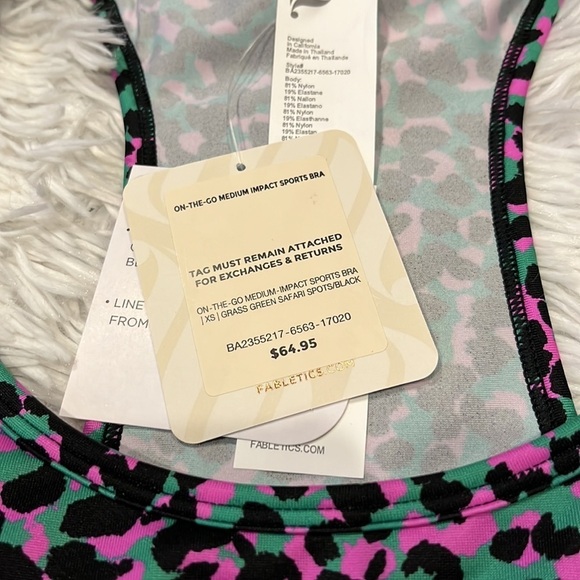 Designed
In California
Made in Thailand
Fabriqué en Thaïlande
Style#
BA2355217-6563-17020
Body:
81% Nylon
19% Elastane
81% Nailon
19% Elastano
81% Nylon
19% Elasthanne
81% Nylon
19% Elastan
ON-THE-GO MEDIUM IMPACT SPORTS BRA
TAG MUST REMAIN ATTACHED
FOR EXCHANGES & RETURNS
ON-THE-GO MEDIUM-IMPACT SPORTS BRA
| XS | GRASS GREEN SAFARI SPOTS/BLACK
BA2355217-6563-17020
$64.95
FABLETICS.COM
• LINE
FROM
FABLETICS.COM